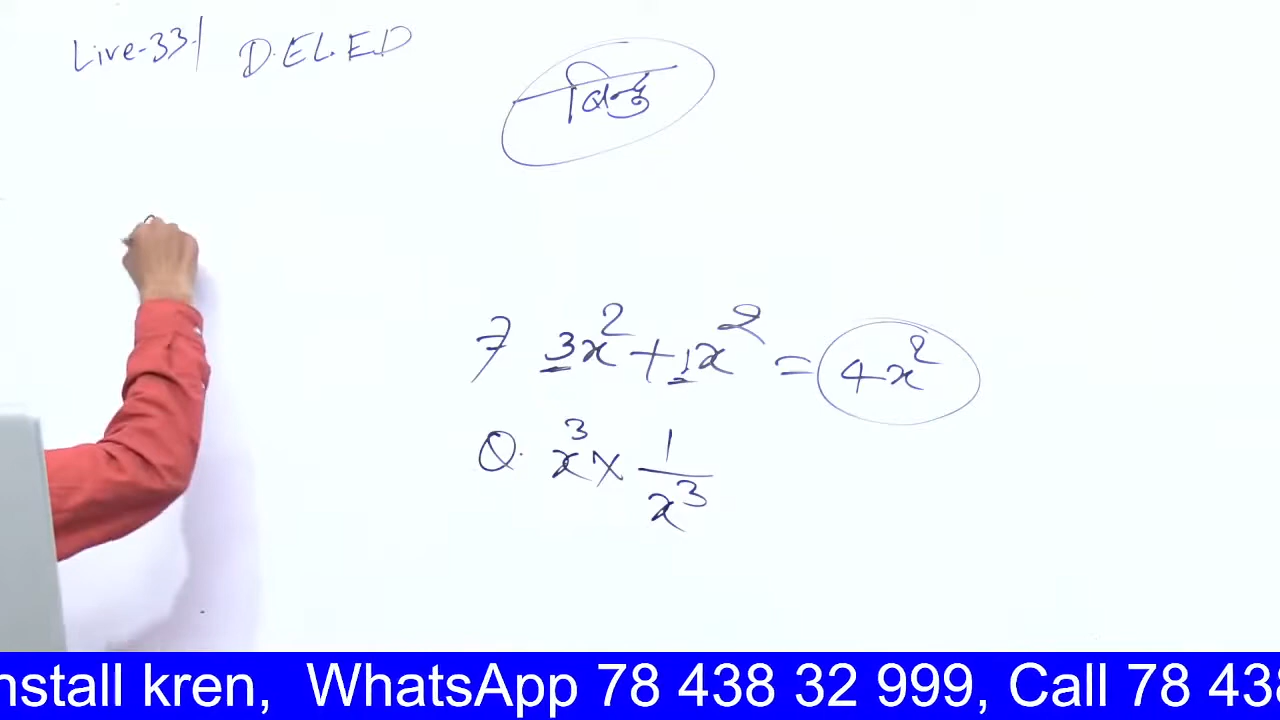 Live-33| D.EL.E.D
बिन्दु
7 3x² + 1x² = 4x²
Q. x³ × 1/x³
nstall kren, WhatsApp 78 438 32 999, Call 78 438